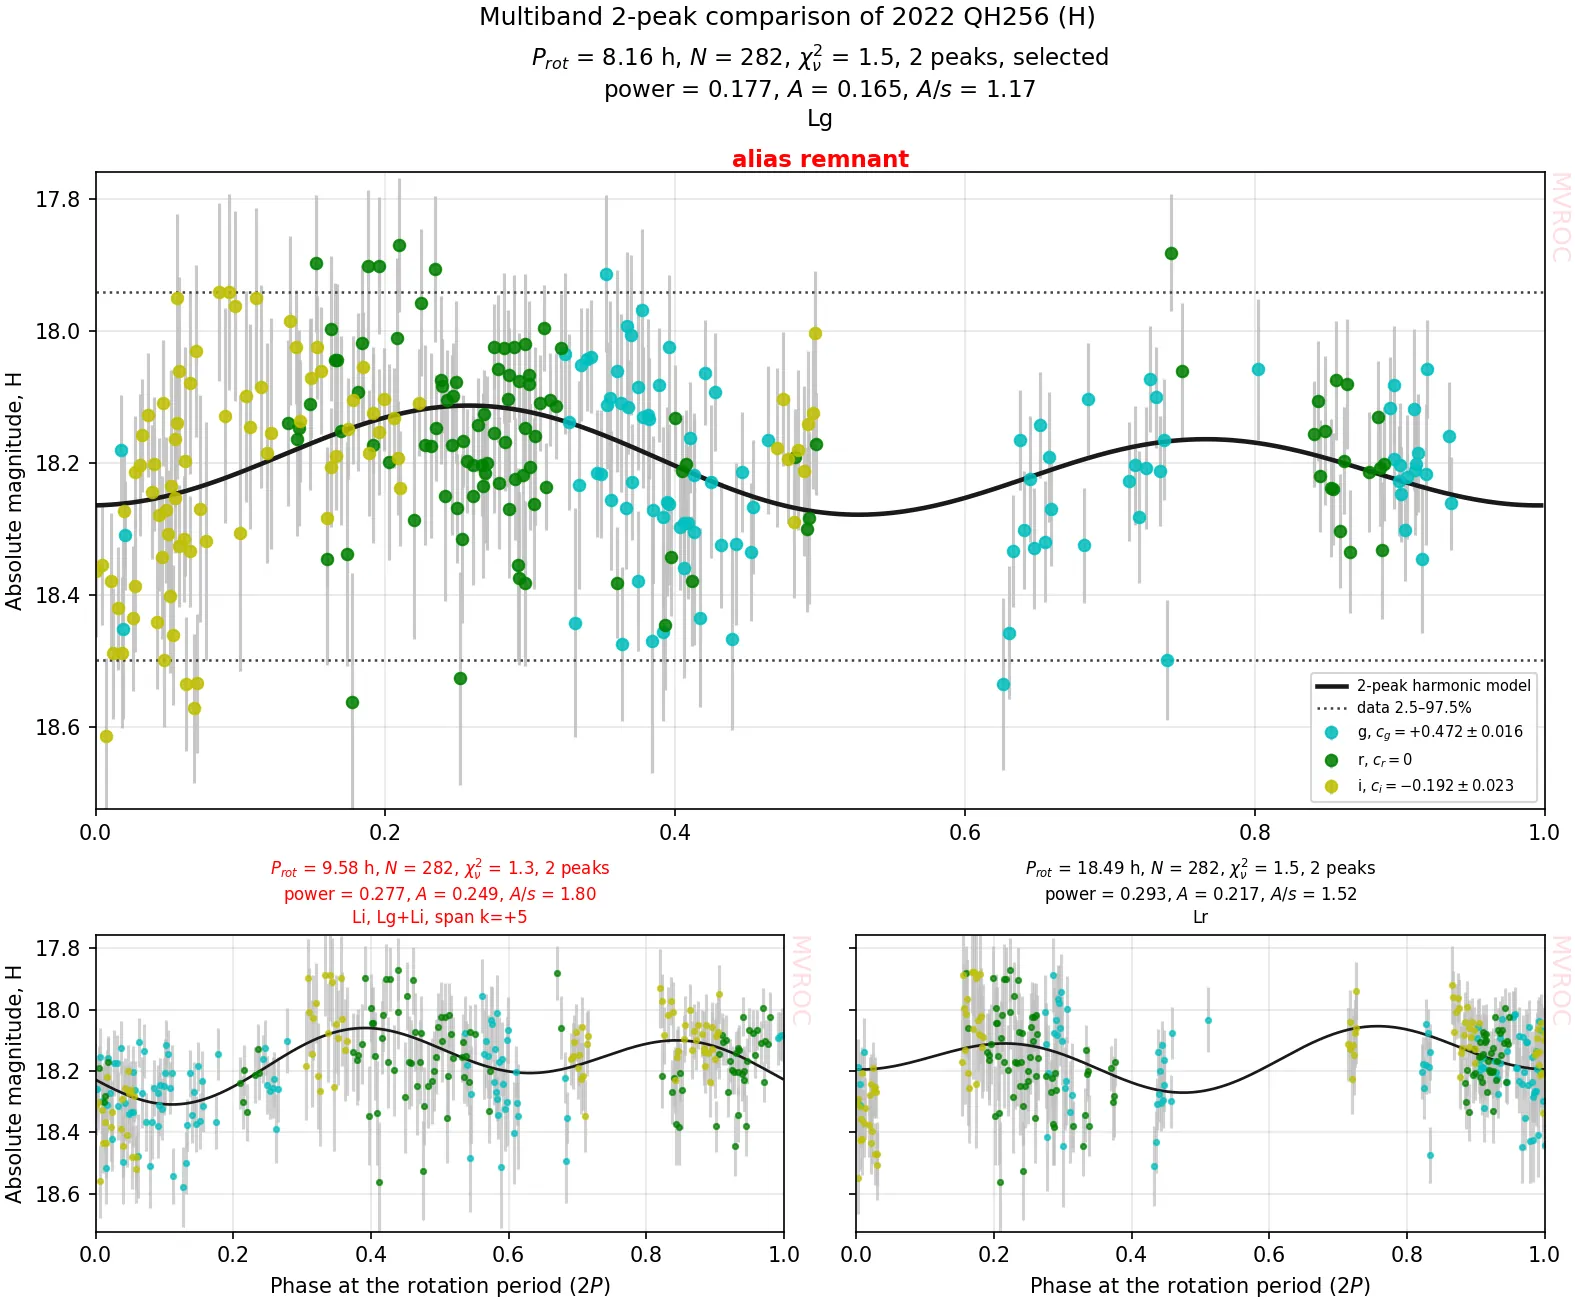 Multiband 2-peak comparison of 2022 QH256 (H)
P_rot = 8.16 h, N = 282, χ²_ν = 1.5, 2 peaks, selected
power = 0.177, A = 0.165, A/s = 1.17
Lg
alias remnant
MVROC
Absolute magnitude, H
17.8
18.0
18.2
18.4
18.6
2-peak harmonic model
data 2.5–97.5%
g, c_g = +0.472 ± 0.016
r, c_r = 0
i, c_i = −0.192 ± 0.023
0.0 0.2 0.4 0.6 0.8 1.0
P_rot = 9.58 h, N = 282, χ²_ν = 1.3, 2 peaks
power = 0.277, A = 0.249, A/s = 1.80
Li, Lg+Li, span k=+5
MVROC
Absolute magnitude, H
17.8
18.0
18.2
18.4
18.6
0.0 0.2 0.4 0.6 0.8 1.0
Phase at the rotation period (2P)
P_rot = 18.49 h, N = 282, χ²_ν = 1.5, 2 peaks
power = 0.293, A = 0.217, A/s = 1.52
Lr
MVROC
0.0 0.2 0.4 0.6 0.8 1.0
Phase at the rotation period (2P)